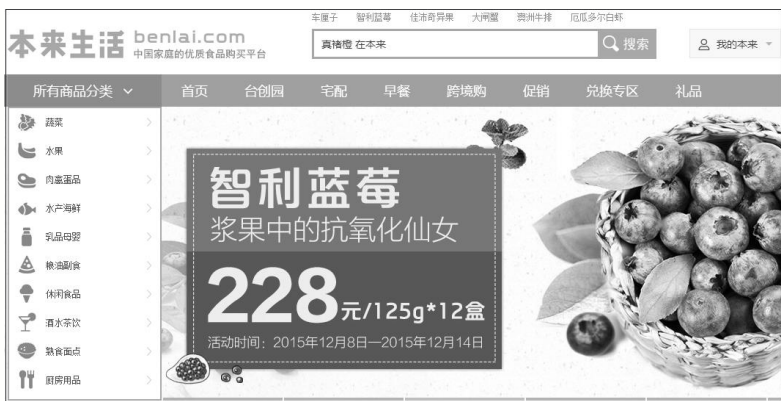 车厘子 智利蓝莓 佳沛奇异果 大闸蟹 澳洲牛排 厄瓜多尔白虾
本来生活 benlai.com
中国家庭的优质食品购买平台
真褚橙 在本来
搜索
我的本来
所有商品分类 首页 台创园 宅配 早餐 跨境购 促销 兑换专区 礼品
蔬菜
水果
肉禽蛋品
水产海鲜
乳品母婴
粮油副食
休闲食品
酒水茶饮
熟食面点
厨房用品
智利蓝莓
浆果中的抗氧化仙女
228元/125g*12盒
活动时间：2015年12月8日—2015年12月14日